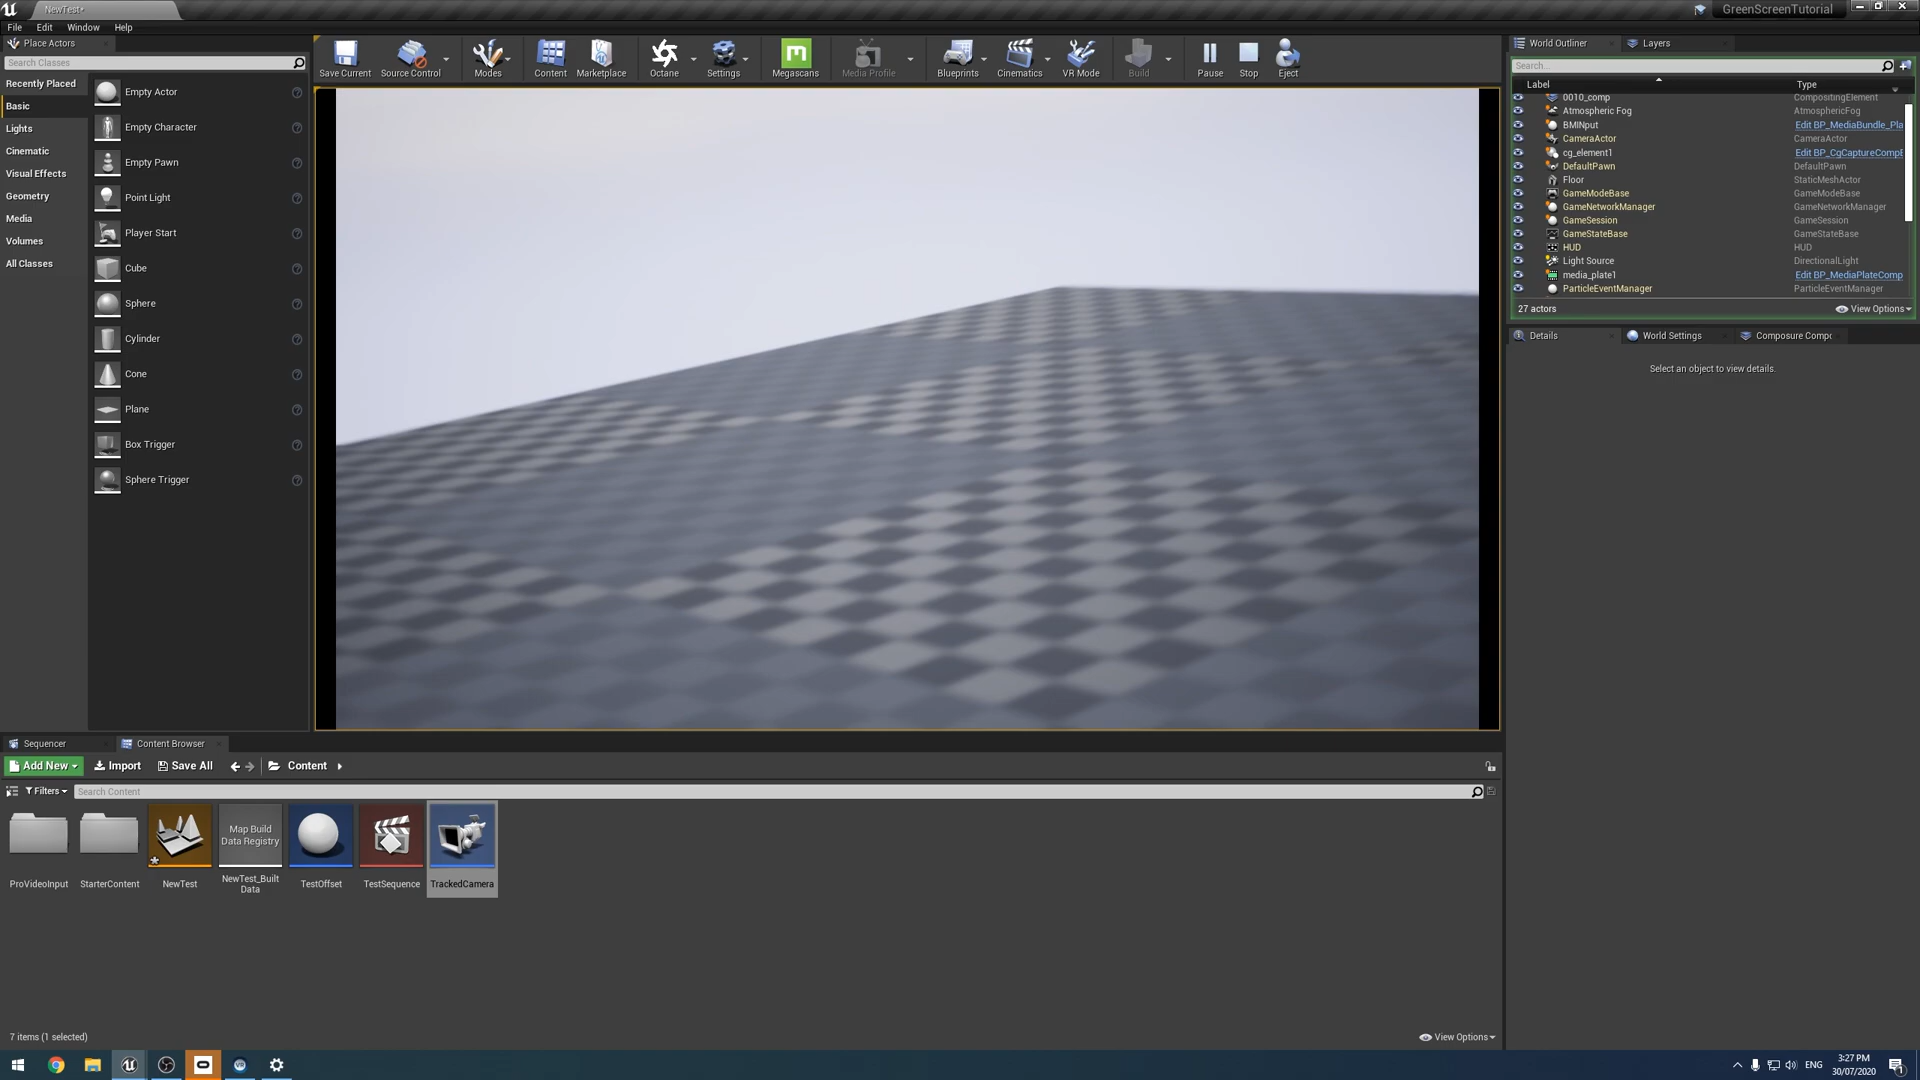 NewTest*
GreenScreenTutorial
File Edit Window Help
Place Actors
Search Classes
Recently Placed
Basic
Lights
Cinematic
Visual Effects
Geometry
Media
Volumes
All Classes
Empty Actor
Empty Character
Empty Pawn
Point Light
Player Start
Cube
Sphere
Cylinder
Cone
Plane
Box Trigger
Sphere Trigger
Save Current Source Control Modes Content Marketplace Octane Settings Megascans Media Profile Blueprints Cinematics VR Mode Build Pause Stop Eject
World Outliner Layers
Search...
Label Type
0010_comp CompositingElement
Atmospheric Fog AtmosphericFog
BMINput Edit BP_MediaBundle_Pla
CameraActor CameraActor
cg_element1 Edit BP_CgCaptureCompE
DefaultPawn DefaultPawn
Floor StaticMeshActor
GameModeBase GameModeBase
GameNetworkManager GameNetworkManager
GameSession GameSession
GameStateBase GameStateBase
HUD HUD
Light Source DirectionalLight
media_plate1 Edit BP_MediaPlateComp
ParticleEventManager ParticleEventManager
27 actors View Options
Details World Settings Composure Compo
Select an object to view details.
Sequencer Content Browser
Add New Import Save All Content
Filters Search Content
Map Build
Data Registry
ProVideoInput StarterContent NewTest NewTest_Built
Data TestOffset TestSequence TrackedCamera
7 items (1 selected) View Options
ENG 3:27 PM
30/07/2020